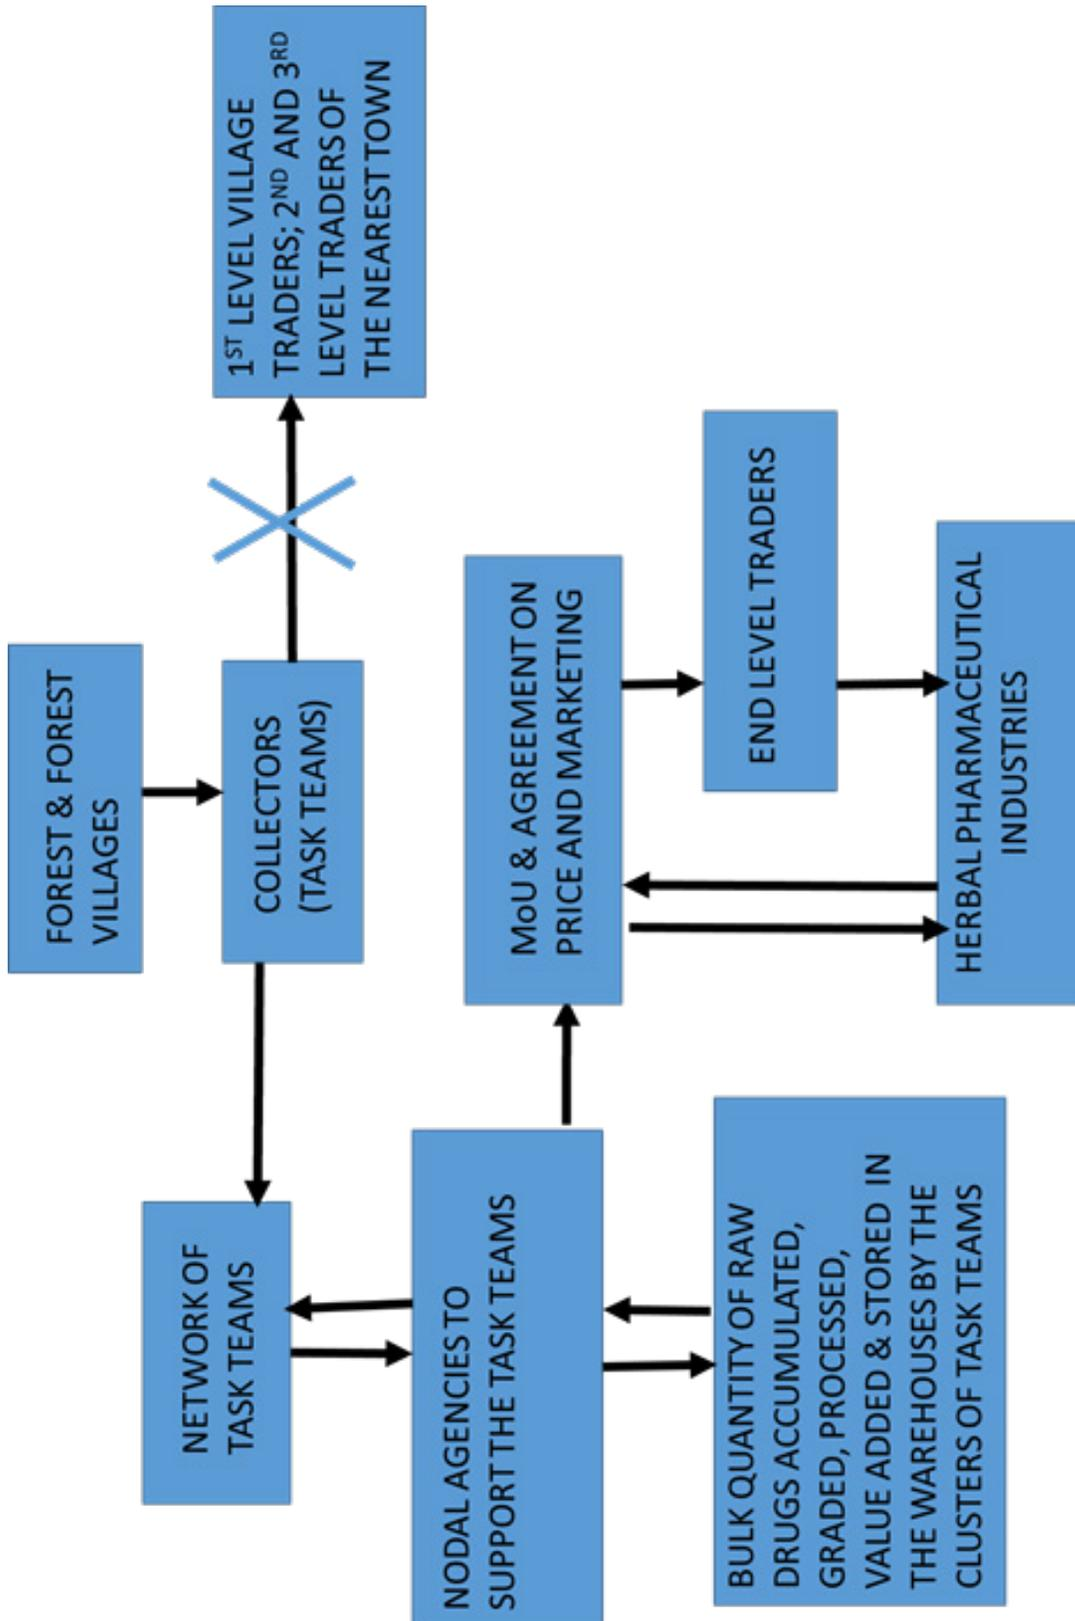 FOREST & FOREST
VILLAGES
NETWORK OF
TASK TEAMS
COLLECTORS
(TASK TEAMS)
1ST LEVEL VILLAGE
TRADERS; 2ND AND 3RD
LEVEL TRADERS OF
THE NEAREST TOWN
NODAL AGENCIES TO
SUPPORT THE TASK TEAMS
MoU & AGREEMENT ON
PRICE AND MARKETING
BULK QUANTITY OF RAW
DRUGS ACCUMULATED,
GRADED, PROCESSED,
VALUE ADDED & STORED IN
THE WAREHOUSES BY THE
CLUSTERS OF TASK TEAMS
END LEVEL TRADERS
HERBAL PHARMACEUTICAL
INDUSTRIES